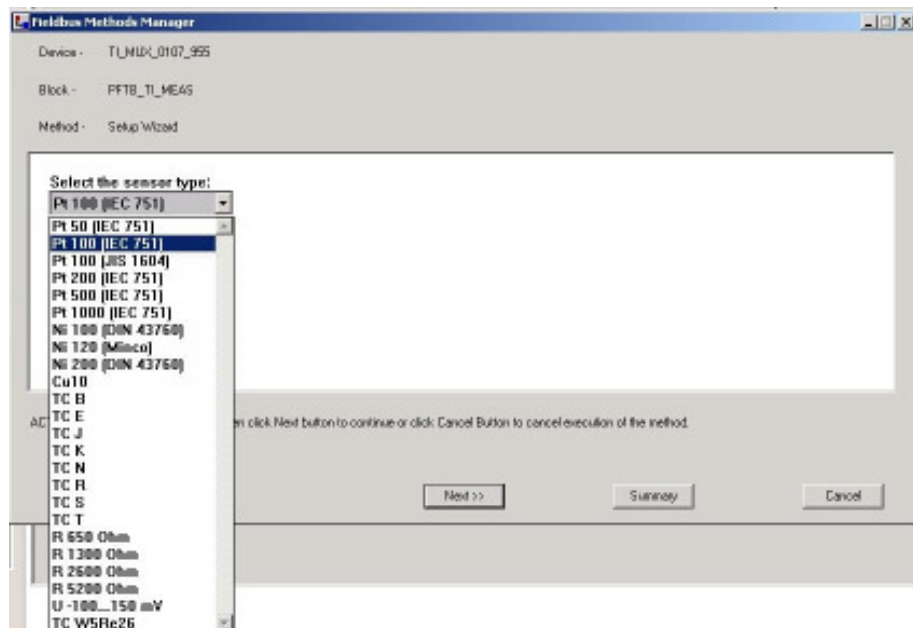 Fieldbus Methods Manager
Device - TI_MUX_0107_955
Block - PFTB_TI_MEAS
Method - Setup Wizard
Select the sensor type:
Pt 100 (IEC 751)
Pt 50 (IEC 751)
Pt 100 (IEC 751)
Pt 100 (JIS 1604)
Pt 200 (IEC 751)
Pt 500 (IEC 751)
Pt 1000 (IEC 751)
Ni 100 (DIN 43760)
Ni 120 (Minco)
Ni 200 (DIN 43760)
Cu10
TC B
TC E
TC J
TC K
TC N
TC R
TC S
TC T
R 650 Ohm
R 1300 Ohm
R 2600 Ohm
R 5200 Ohm
U -100...150 mV
TC W5Re26
click Next button to continue or click Cancel Button to cancel execution of the method.
Next >>
Summary
Cancel